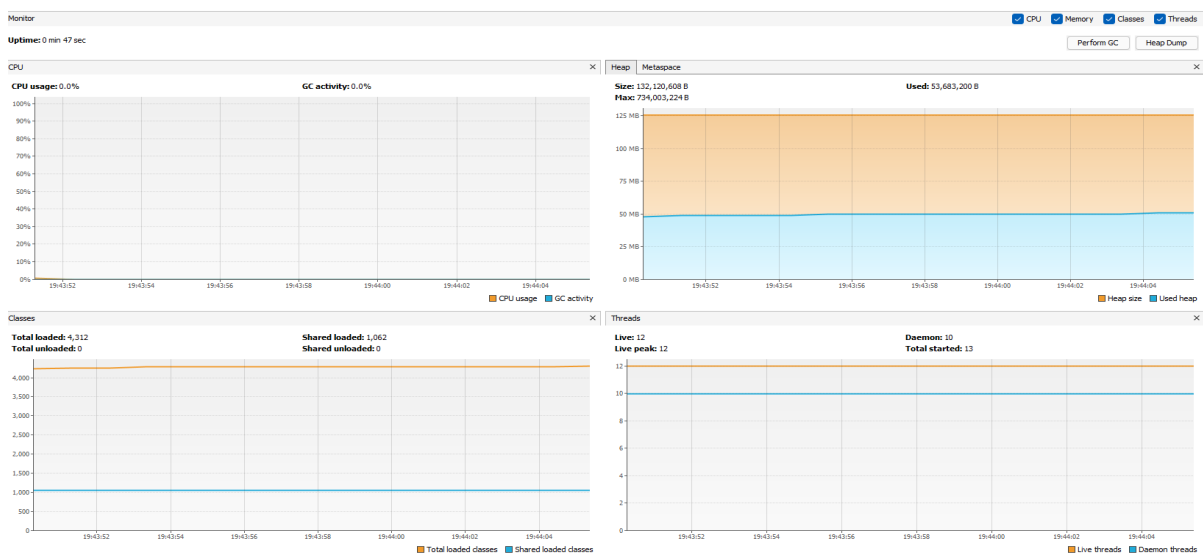 Monitor
CPU Memory Classes Threads
Uptime: 0 min 47 sec
Perform GC Heap Dump
CPU
CPU usage: 0.0% GC activity: 0.0%
100%
90%
80%
70%
60%
50%
40%
30%
20%
10%
0%
19:43:52 19:43:54 19:43:56 19:43:58 19:44:00 19:44:02 19:44:04
CPU usage GC activity
Heap Metaspace
Size: 132,120,608 B Used: 53,683,200 B
Max: 734,003,224 B
125 MB
100 MB
75 MB
50 MB
25 MB
0 MB
19:43:52 19:43:54 19:43:56 19:43:58 19:44:00 19:44:02 19:44:04
Heap size Used heap
Classes
Total loaded: 4,312 Shared loaded: 1,062
Total unloaded: 0 Shared unloaded: 0
4,000
3,500
3,000
2,500
2,000
1,500
1,000
500
0
19:43:52 19:43:54 19:43:56 19:43:58 19:44:00 19:44:02 19:44:04
Total loaded classes Shared loaded classes
Threads
Live: 12 Daemon: 10
Live peak: 12 Total started: 13
12
10
8
6
4
2
0
19:43:52 19:43:54 19:43:56 19:43:58 19:44:00 19:44:02 19:44:04
Live threads Daemon threads